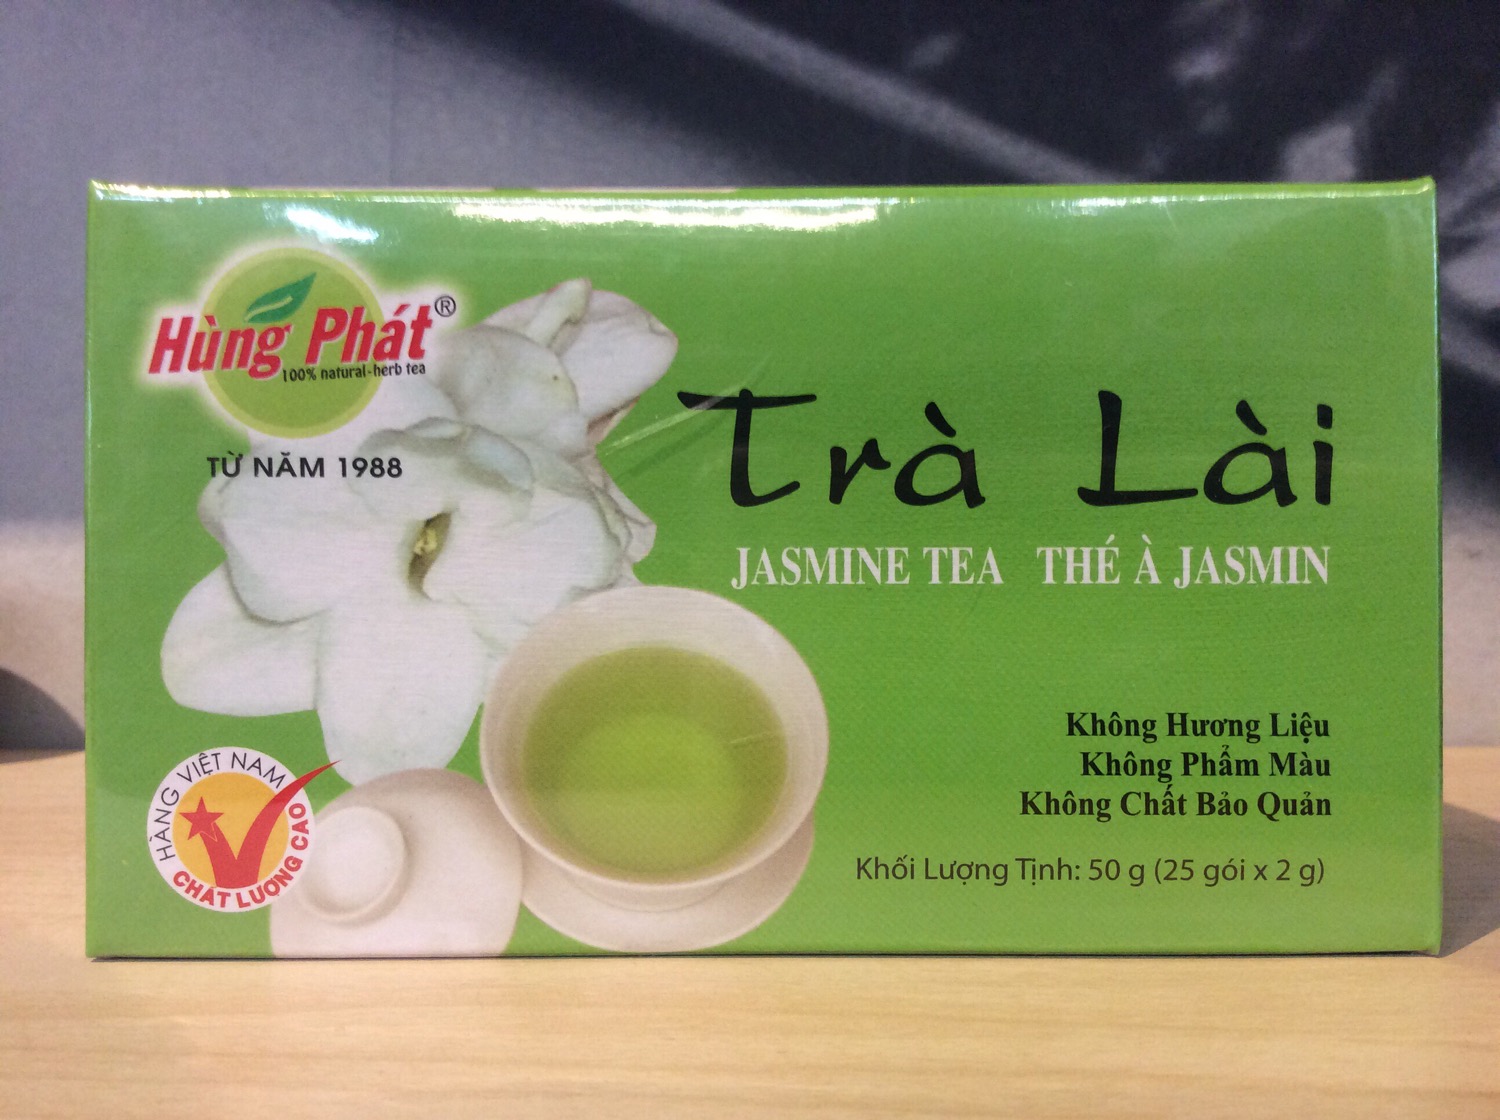 Hùng Phát®
100% natural-herb tea
TỪ NĂM 1988
Trà Lài
JASMINE TEA THÉ À JASMIN
Không Hương Liệu
Không Phẩm Màu
Không Chất Bảo Quản
Khối Lượng Tịnh: 50 g (25 gói x 2 g)
HÀNG VIỆT NAM
CHẤT LƯỢNG CAO